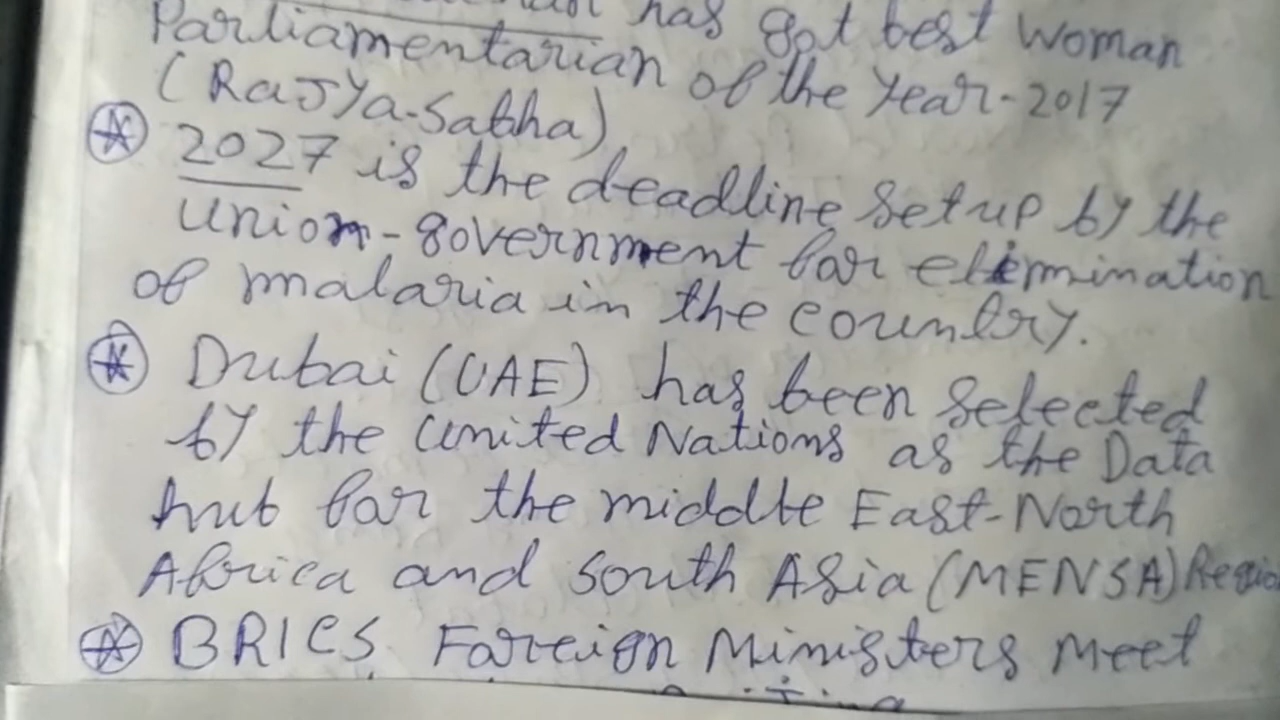 has got best woman
Parliamentarian of the Year-2017
(Rajya-Sabha)
2027 is the deadline set up by the
union-government for elimination
of malaria in the country.
Dubai (UAE) has been selected
by the United Nations as the Data
hub for the middle East-North
Africa and South Asia (MENSA) Region
BRICS Foreign Ministers Meet